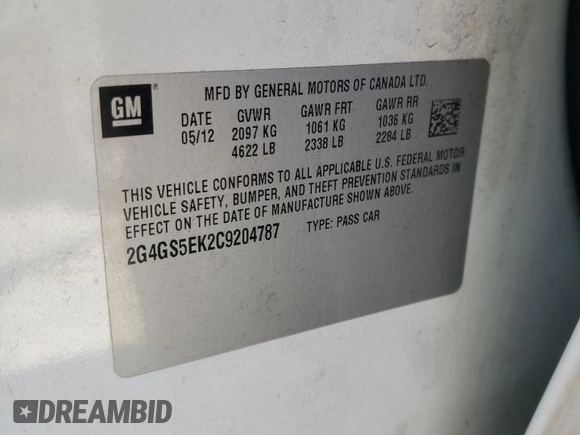 GM
MFD BY GENERAL MOTORS OF CANADA LTD.
DATE GVWR GAWR FRT GAWR RR
05/12 2097 KG 1061 KG 1036 KG
4622 LB 2338 LB 2284 LB
THIS VEHICLE CONFORMS TO ALL APPLICABLE U.S. FEDERAL MOTOR
VEHICLE SAFETY, BUMPER, AND THEFT PREVENTION STANDARDS IN
EFFECT ON THE DATE OF MANUFACTURE SHOWN ABOVE.
2G4GS5EK2C9204787 TYPE: PASS CAR
DREAMBID